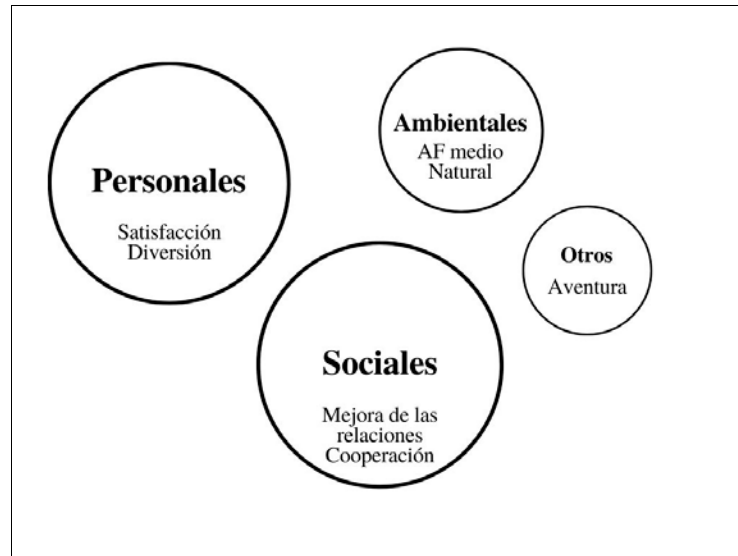 Personales
Satisfacción
Diversión
Ambientales
AF medio
Natural
Otros
Aventura
Sociales
Mejora de las
relaciones
Cooperación